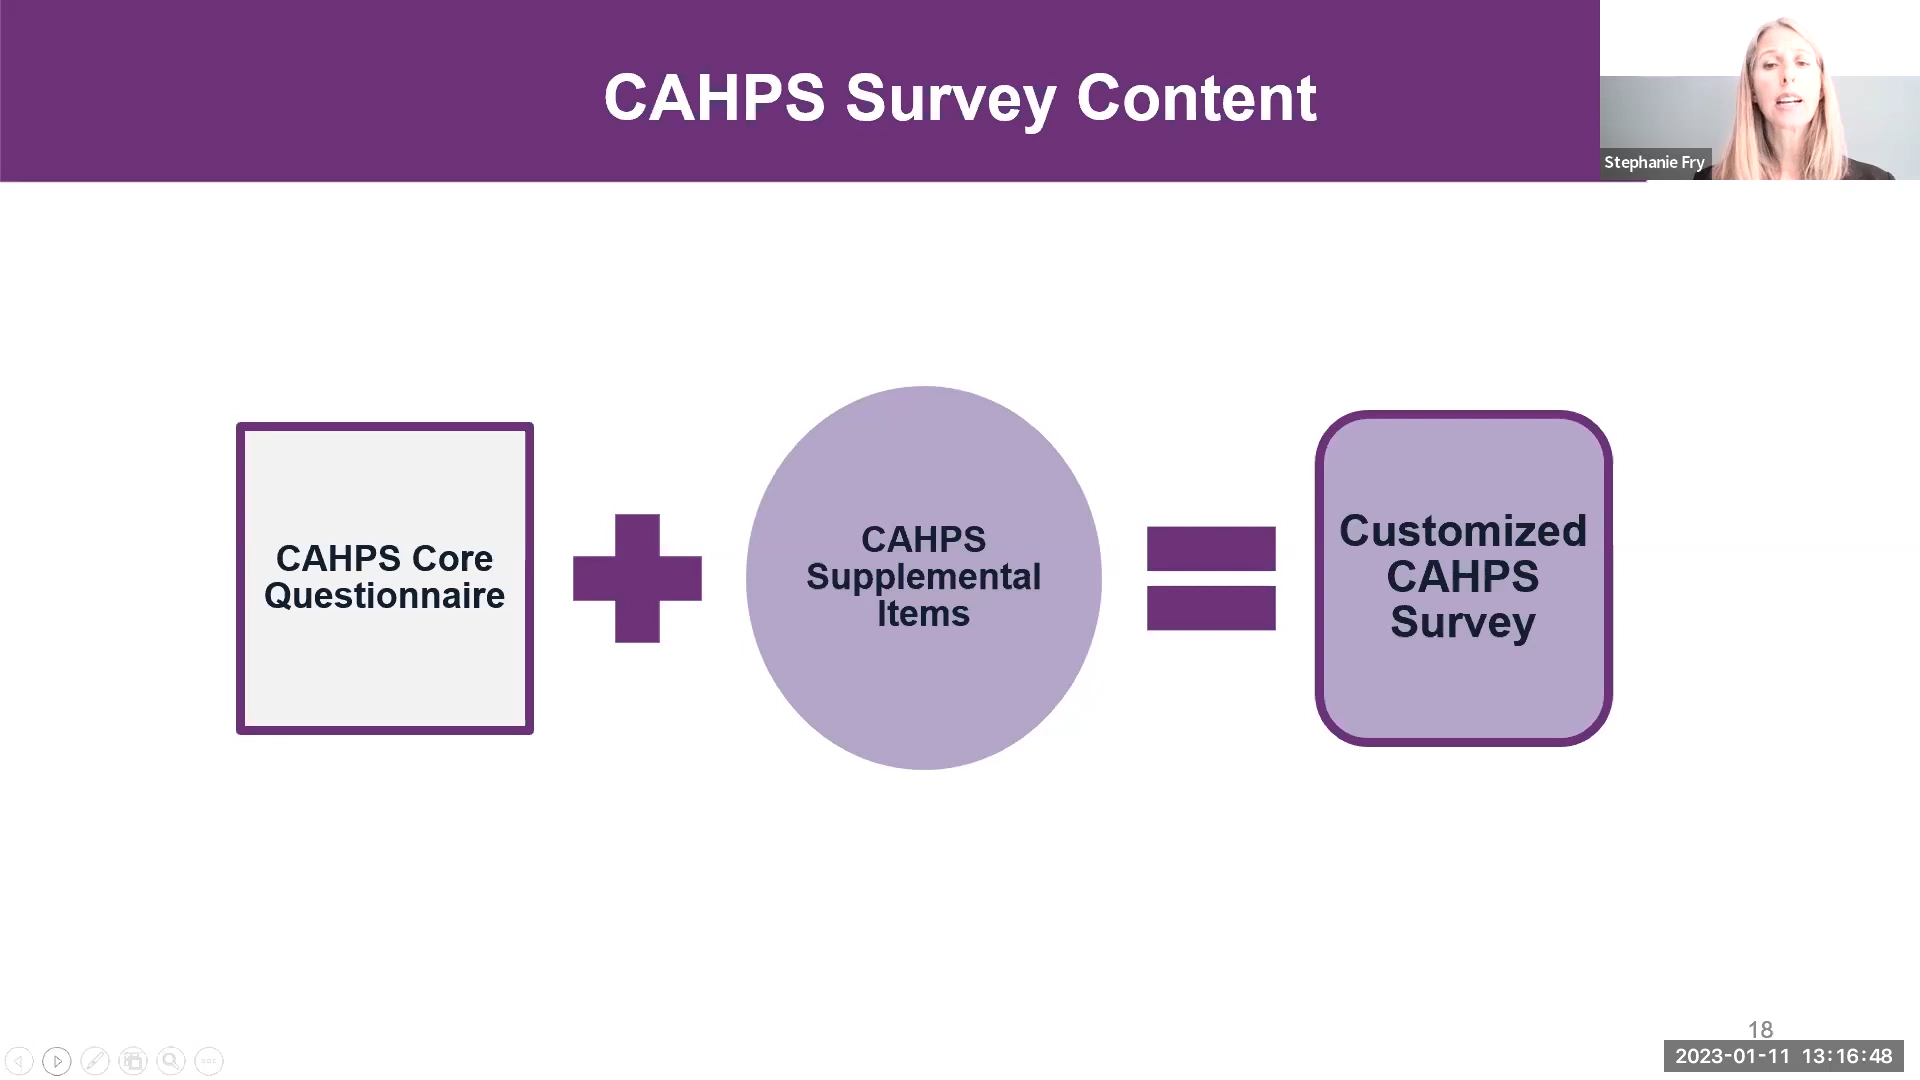 CAHPS Survey Content
Stephanie Fry
CAHPS Core
Questionnaire
CAHPS
Supplemental
Items
Customized
CAHPS
Survey
18
2023-01-11 13:16:48